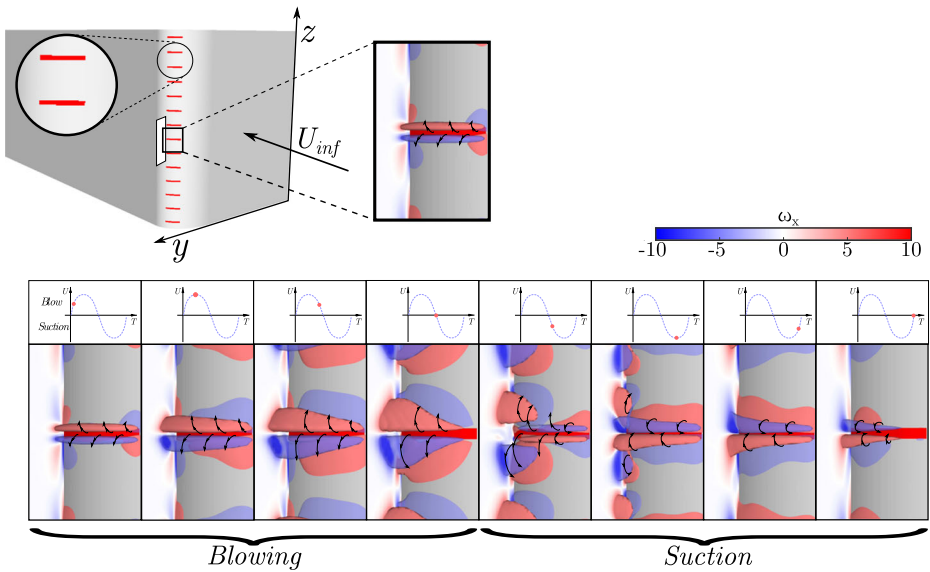 z
U_inf
y
ω_x
-10 -5 0 5 10
Blow
Suction
U T
U T
U T
U T
U T
U T
U T
U T
Blowing Suction